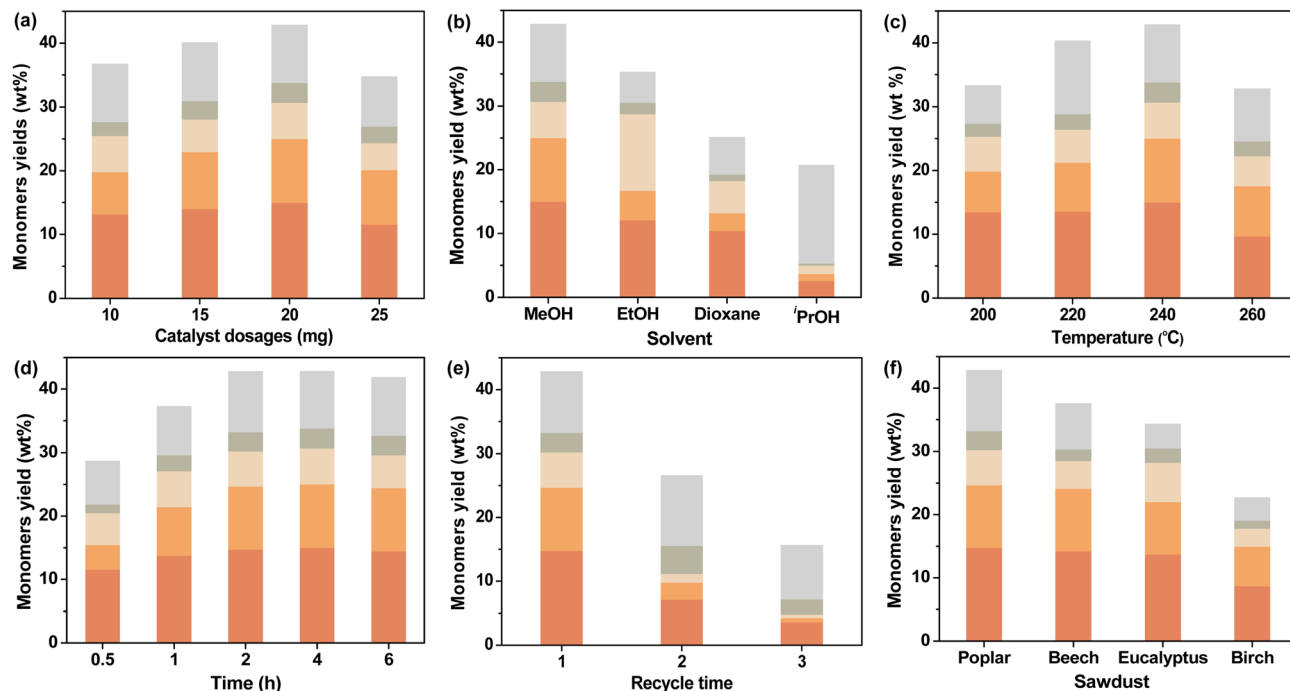 (a)
Monomers yields (wt%)
40
30
20
10
0
10 15 20 25
Catalyst dosages (mg)
(b)
Monomers yield (wt%)
40
30
20
10
0
MeOH EtOH Dioxane iPrOH
Solvent
(c)
Monomers yield (wt %)
40
30
20
10
0
200 220 240 260
Temperature (°C)
(d)
Monomers yield (wt%)
40
30
20
10
0
0.5 1 2 4 6
Time (h)
(e)
Monomers yield (wt%)
40
30
20
10
0
1 2 3
Recycle time
(f)
Monomers yield (wt%)
40
30
20
10
0
Poplar Beech Eucalyptus Birch
Sawdust